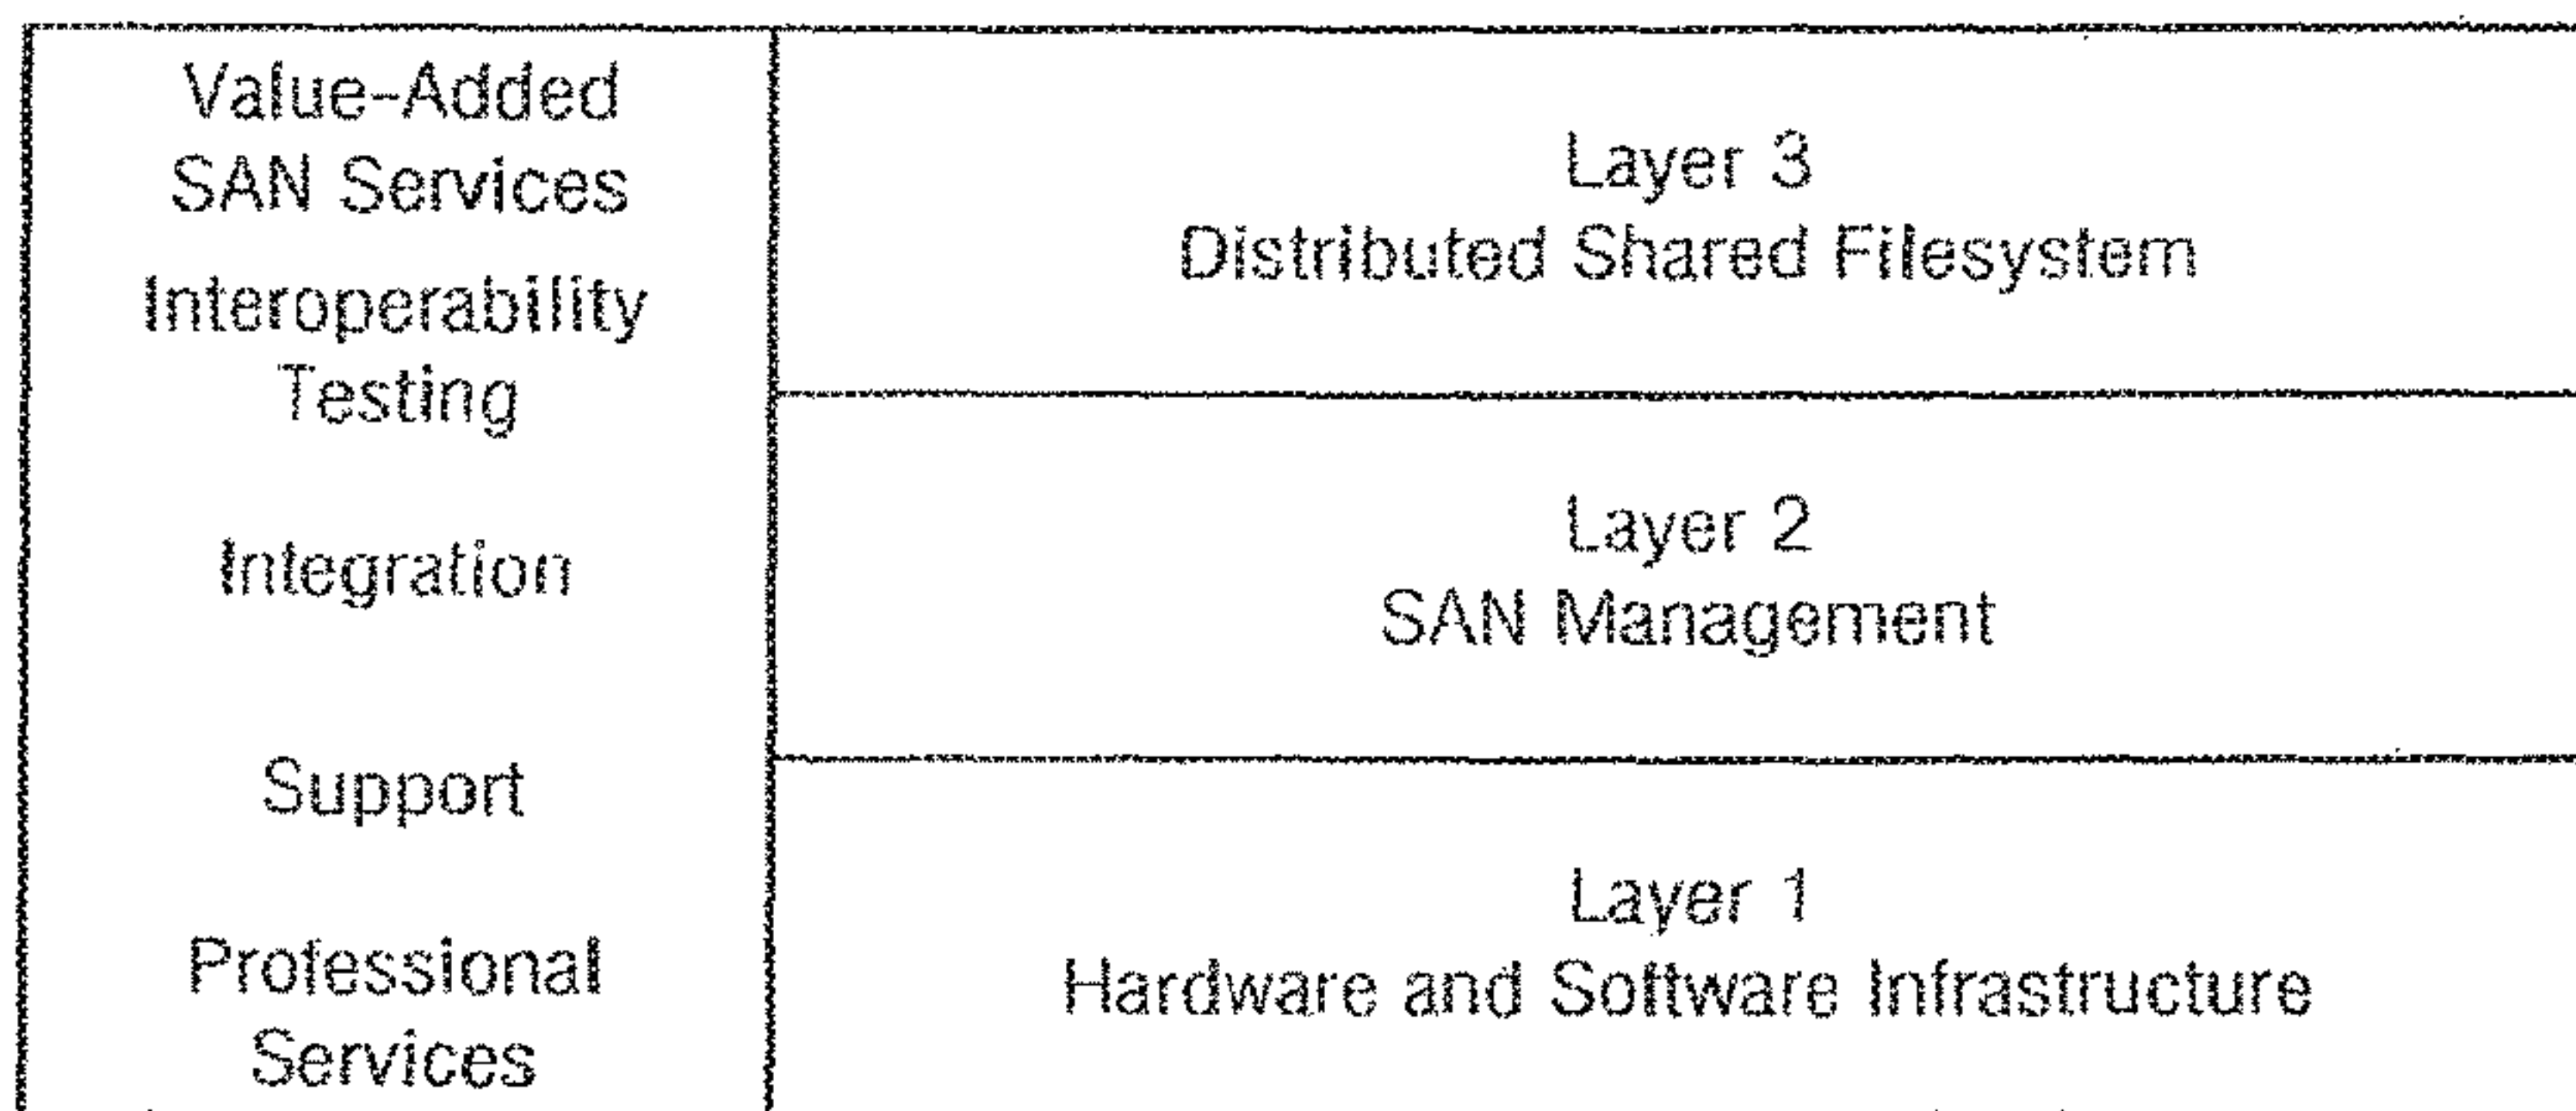 Value-Added
SAN Services
Interoperability
Testing
Integration
Support
Professional
Services
Layer 3
Distributed Shared Filesystem
Layer 2
SAN Management
Layer 1
Hardware and Software Infrastructure